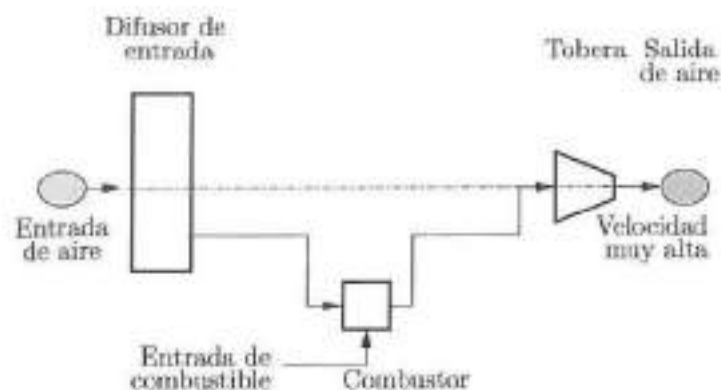 Difusor de
entrada
Tobera Salida
de aire
Entrada
de aire
Velocidad
muy alta
Entrada de
combustible
Combustor